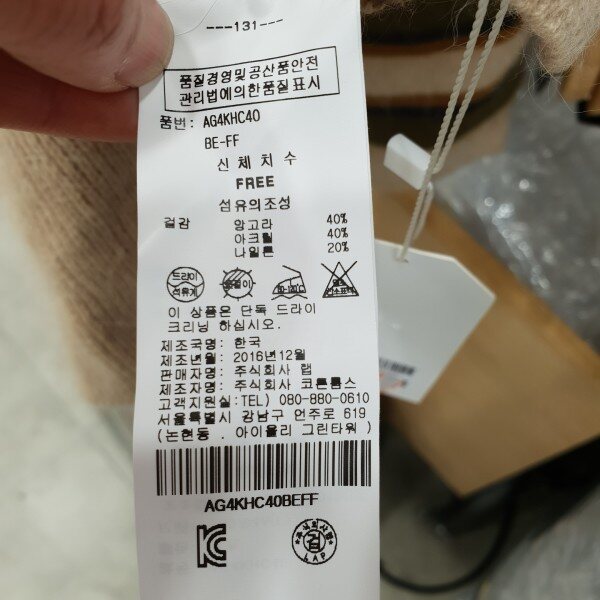 ---131---
품질경영및공산품안전
관리법에의한품질표시
품번: AG4KHC40
BE-FF
신체치수
FREE
섬유의조성
겉감 앙고라 40%
아크릴 40%
나일론 20%
드라이
석유계
이 상품은 단독 드라이
크리닝 하십시오.
제조국명: 한국
제조년월: 2016년12월
판매자명: 주식회사 랩
제조자명: 주식회사 코튼룸스
고객지원실:TEL) 080-880-0610
서울특별시 강남구 언주로 619
(논현동 . 아이올리 그린타워 )
AG4KHC40BEFF
검
LAP